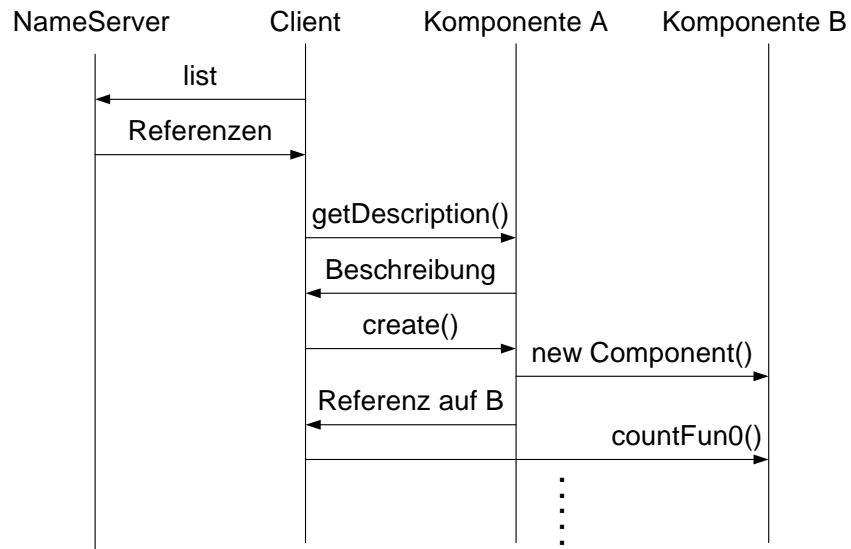 NameServer Client Komponente A Komponente B
list
Referenzen
getDescription()
Beschreibung
create()
new Component()
Referenz auf B
countFun0()